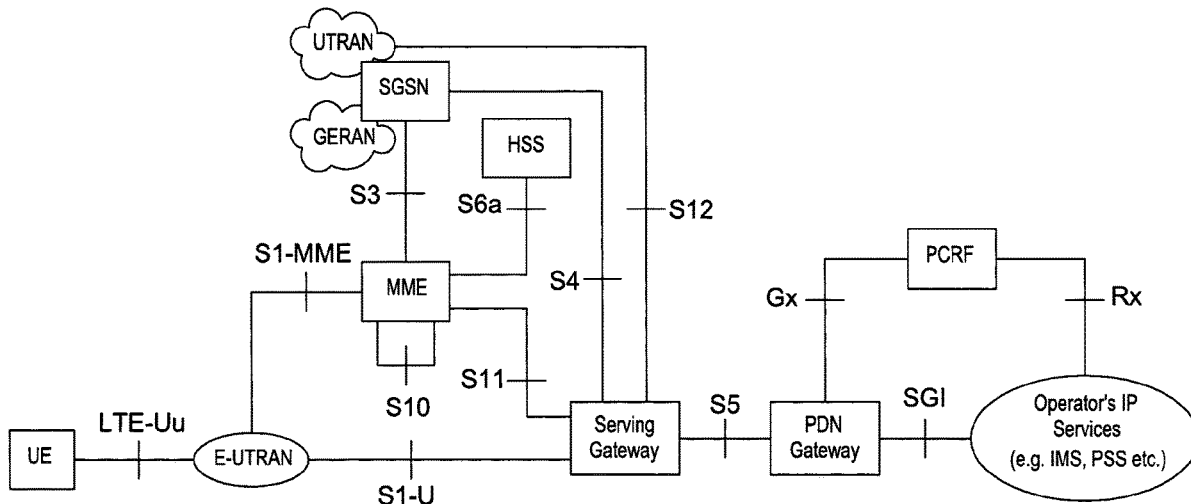 UTRAN
SGSN
GERAN
HSS
S3
S6a
S12
S1-MME
PCRF
MME
S4
Gx
Rx
S11
S10
LTE-Uu
S5
SGI
Serving
Gateway
PDN
Gateway
Operator's IP
Services
(e.g. IMS, PSS etc.)
UE
E-UTRAN
S1-U